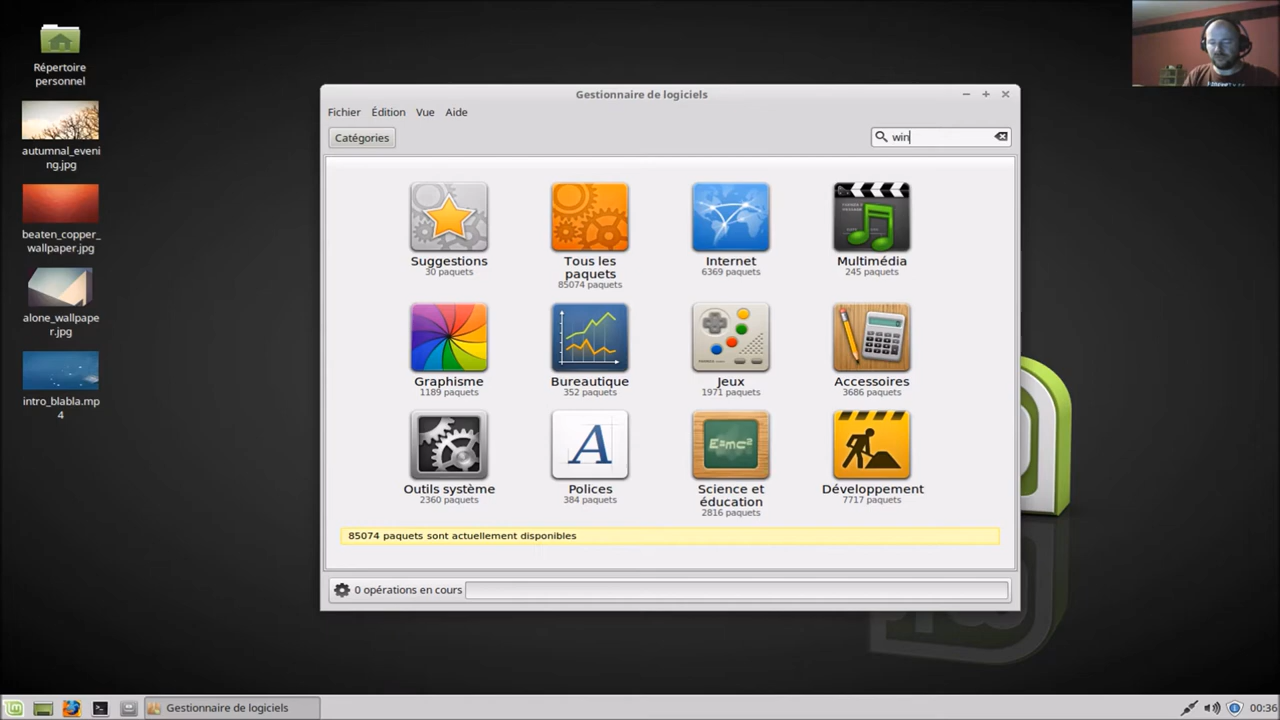 Répertoire
personnel
autumnal_eveni
ng.jpg
beaten_copper_
wallpaper.jpg
alone_wallpape
r.jpg
intro_blabla.mp
4
Gestionnaire de logiciels
Fichier Édition Vue Aide
Catégories
win
Suggestions
30 paquets
Tous les
paquets
85074 paquets
Internet
6369 paquets
Multimédia
245 paquets
Graphisme
1189 paquets
Bureautique
352 paquets
Jeux
1971 paquets
Accessoires
3686 paquets
Outils système
2360 paquets
A
Polices
384 paquets
E=mc²
Science et
éducation
2816 paquets
Développement
7717 paquets
85074 paquets sont actuellement disponibles
0 opérations en cours
Gestionnaire de logiciels
00:36